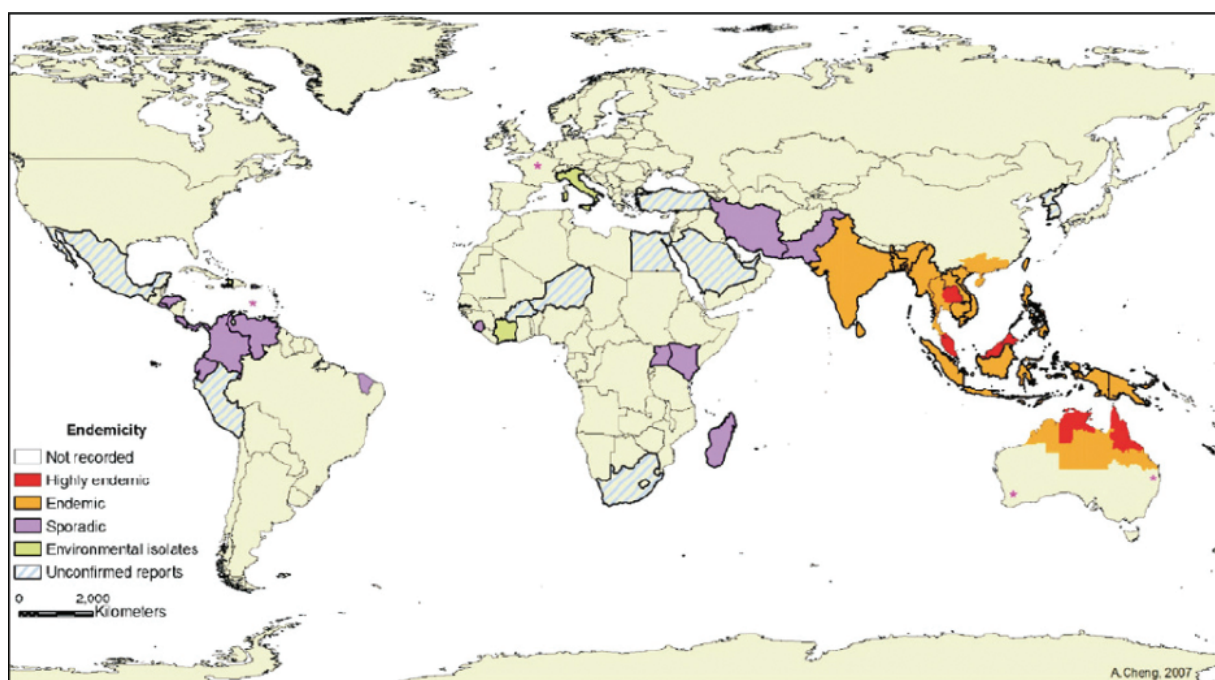 Endemicity
Not recorded
Highly endemic
Endemic
Sporadic
Environmental isolates
Unconfirmed reports
0 2,000
Kilometers
A.Cheng, 2007